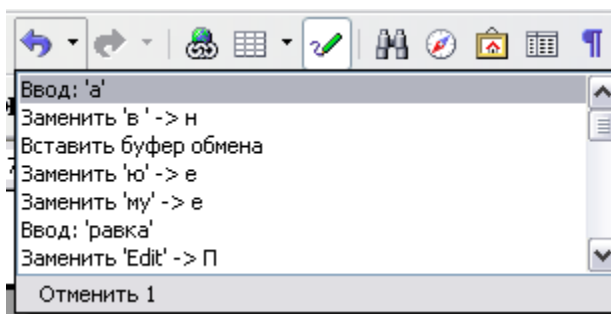 Ввод: 'а'
Заменить 'в ' -> н
Вставить буфер обмена
Заменить 'ю' -> е
Заменить 'му' -> е
Ввод: 'равка'
Заменить 'Edit' -> П
Отменить 1